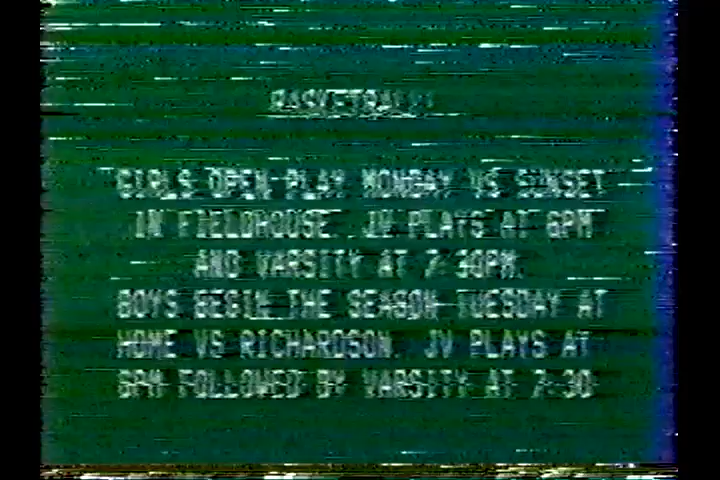 BASKETBALL!
GIRLS OPEN PLAY MONDAY VS SUNSET
IN FIELDHOUSE. JV PLAYS AT 6PM
AND VARSITY AT 7:30PM.
BOYS BEGIN THE SEASON TUESDAY AT
HOME VS RICHARDSON. JV PLAYS AT
6PM FOLLOWED BY VARSITY AT 7:30